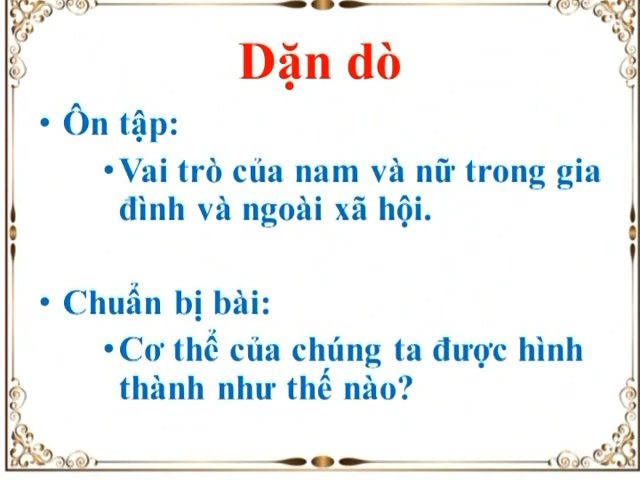 Dặn dò
• Ôn tập:
• Vai trò của nam và nữ trong gia
đình và ngoài xã hội.
• Chuẩn bị bài:
• Cơ thể của chúng ta được hình
thành như thế nào?